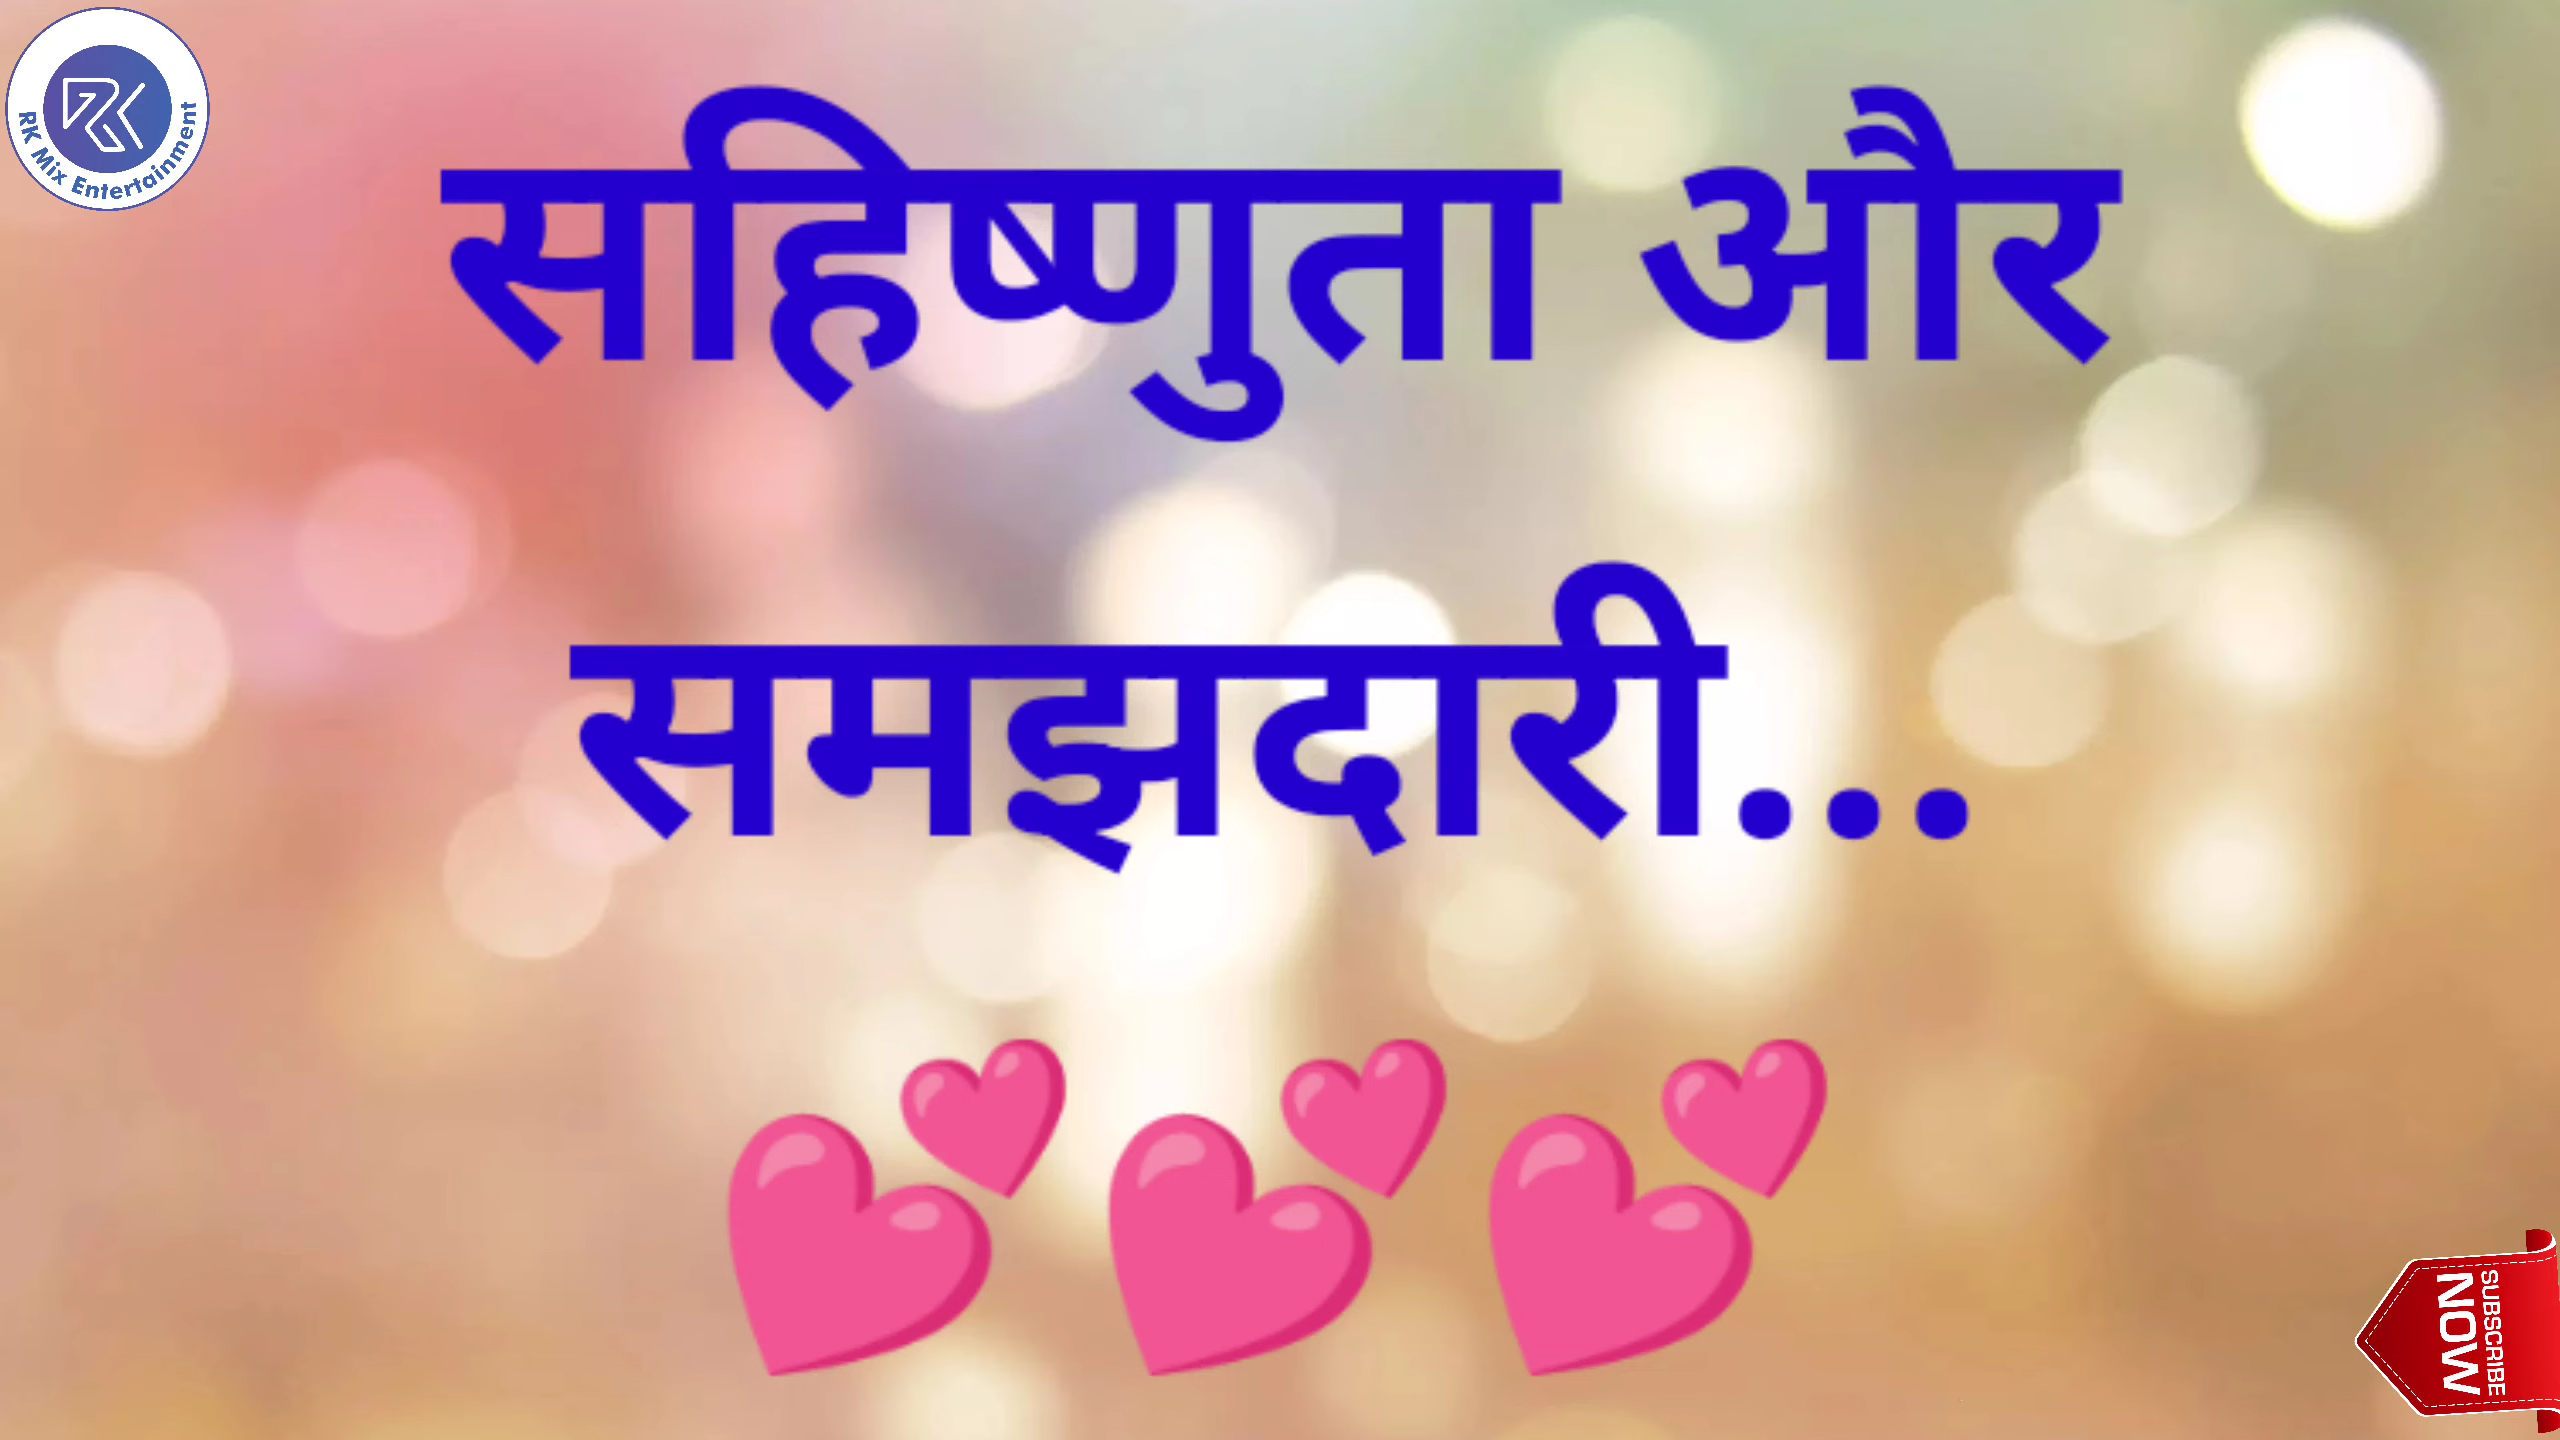 RK Mix Entertainment
सहिष्णुता और
समझदारी...
💕💕💕
SUBSCRIBE
NOW